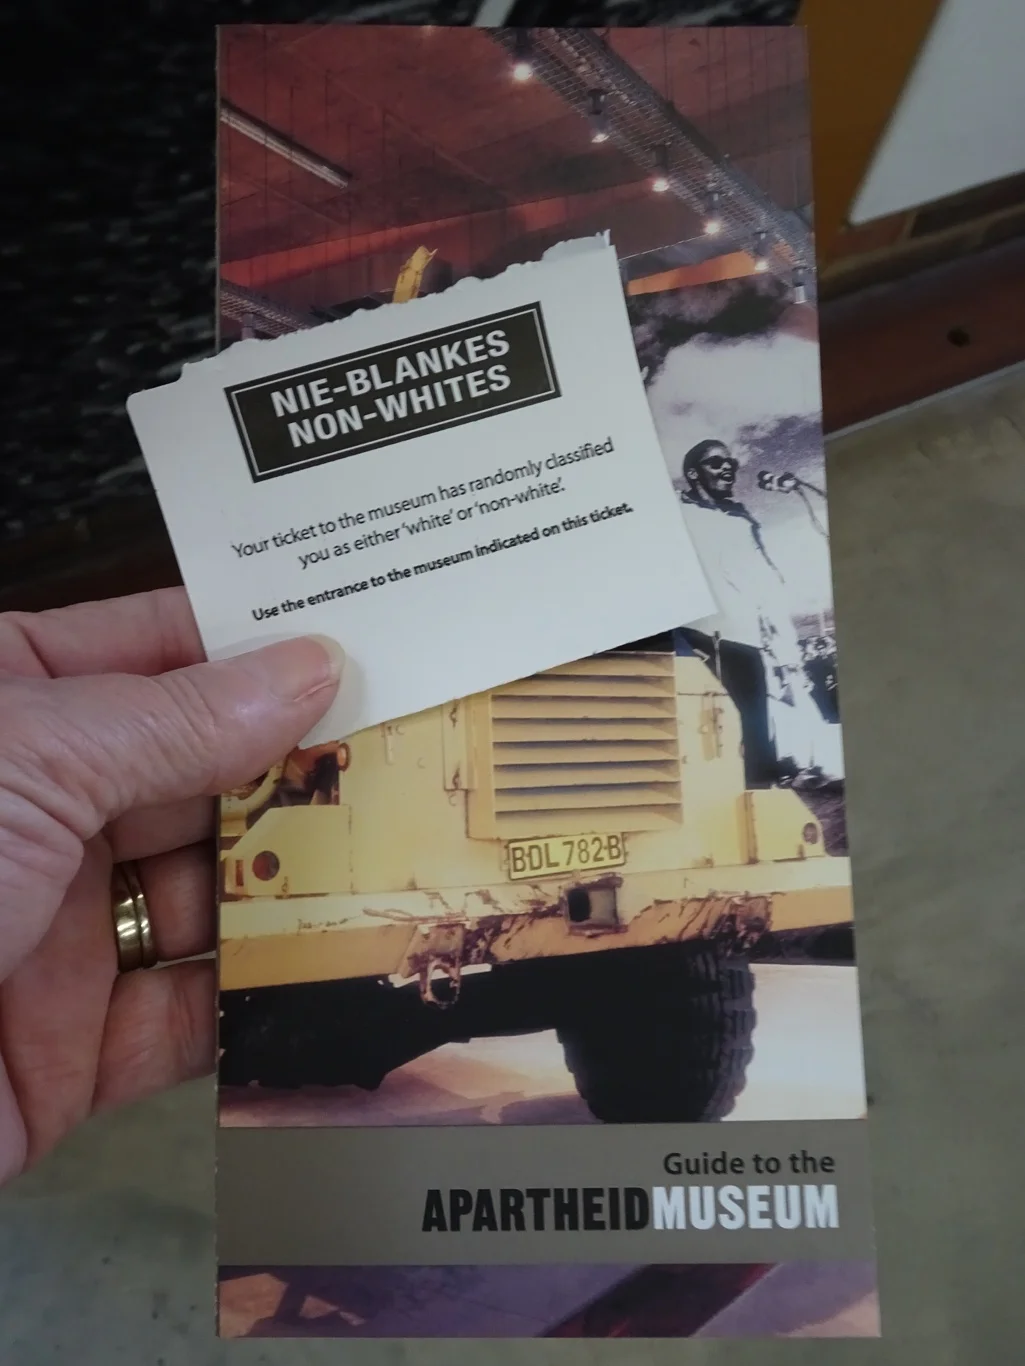 NIE-BLANKES
NON-WHITES
Your ticket to the museum has randomly classified
you as either 'white' or 'non-white'.
Use the entrance to the museum indicated on this ticket.
BDL 782 B
Guide to the
APARTHEIDMUSEUM